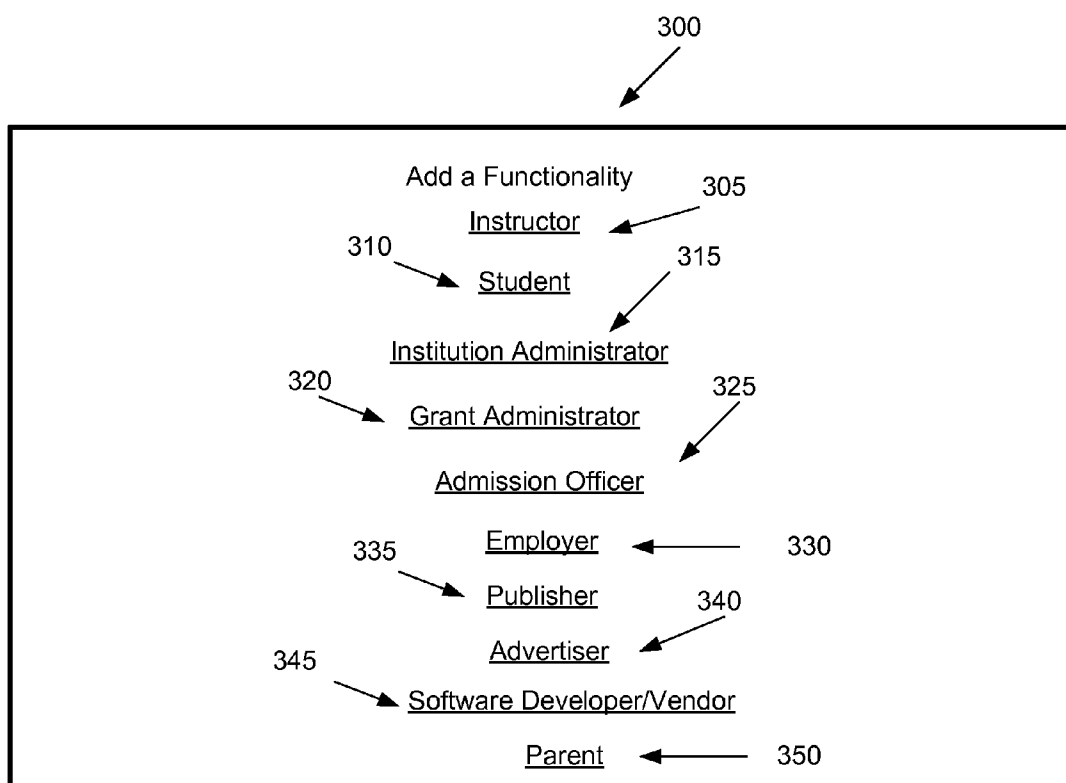 300
Add a Functionality
305
Instructor
310
315
Student
Institution Administrator
320
325
Grant Administrator
Admission Officer
Employer
330
335
Publisher
340
Advertiser
345
Software Developer/Vendor
Parent
350